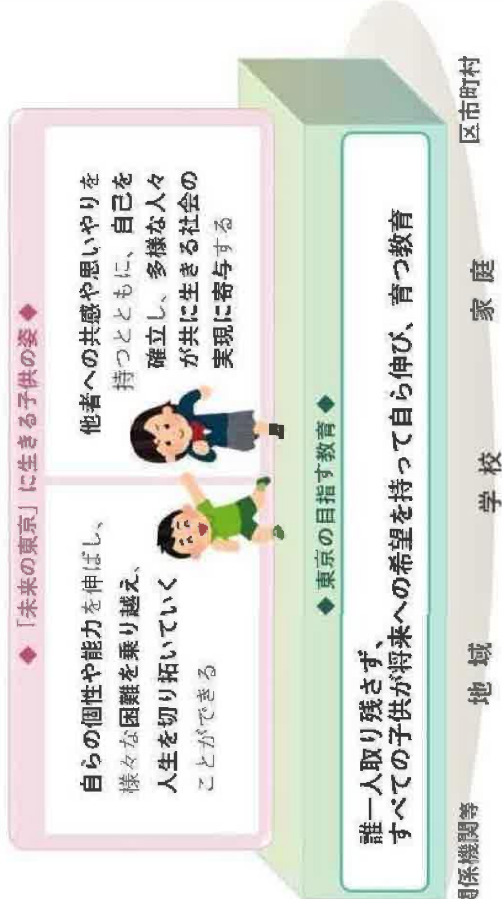 ◆ 「未来の東京」に生きる子供の姿 ◆
自らの個性や能力を伸ばし、
様々な困難を乗り越え、
人生を切り拓いていく
ことができる
他者への共感や思いやりを
持つとともに、自己を
確立し、多様な人々
が共に生きる社会の
実現に寄与する
◆ 東京の目指す教育 ◆
誰一人取り残さず、
すべての子供が将来への希望を持って自ら伸び、育つ教育
関係機関等
地域
学校
家庭
区市町村